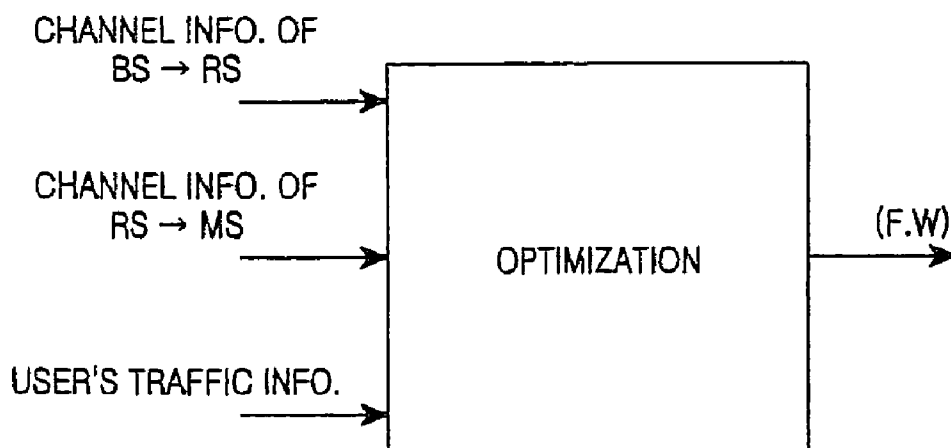 CHANNEL INFO. OF
BS → RS
CHANNEL INFO. OF
RS → MS
USER'S TRAFFIC INFO.
OPTIMIZATION
(F.W)